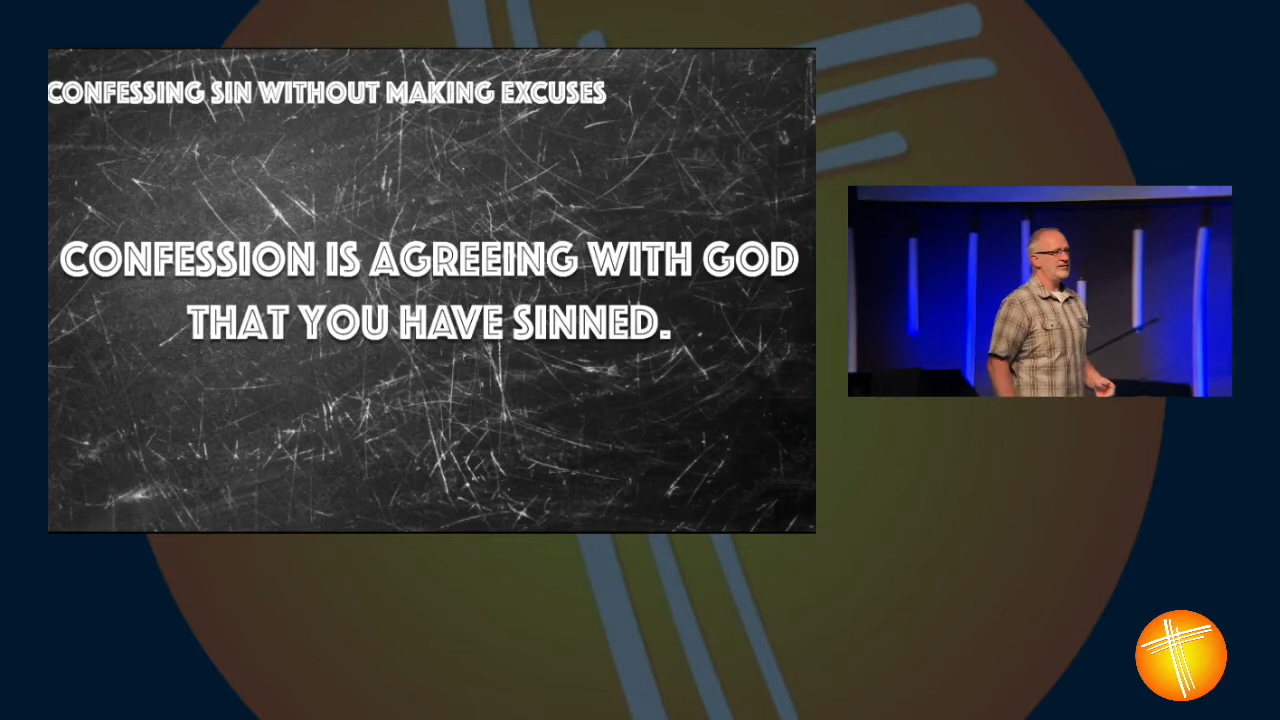 CONFESSING SIN WITHOUT MAKING EXCUSES
CONFESSION IS AGREEING WITH GOD
THAT YOU HAVE SINNED.